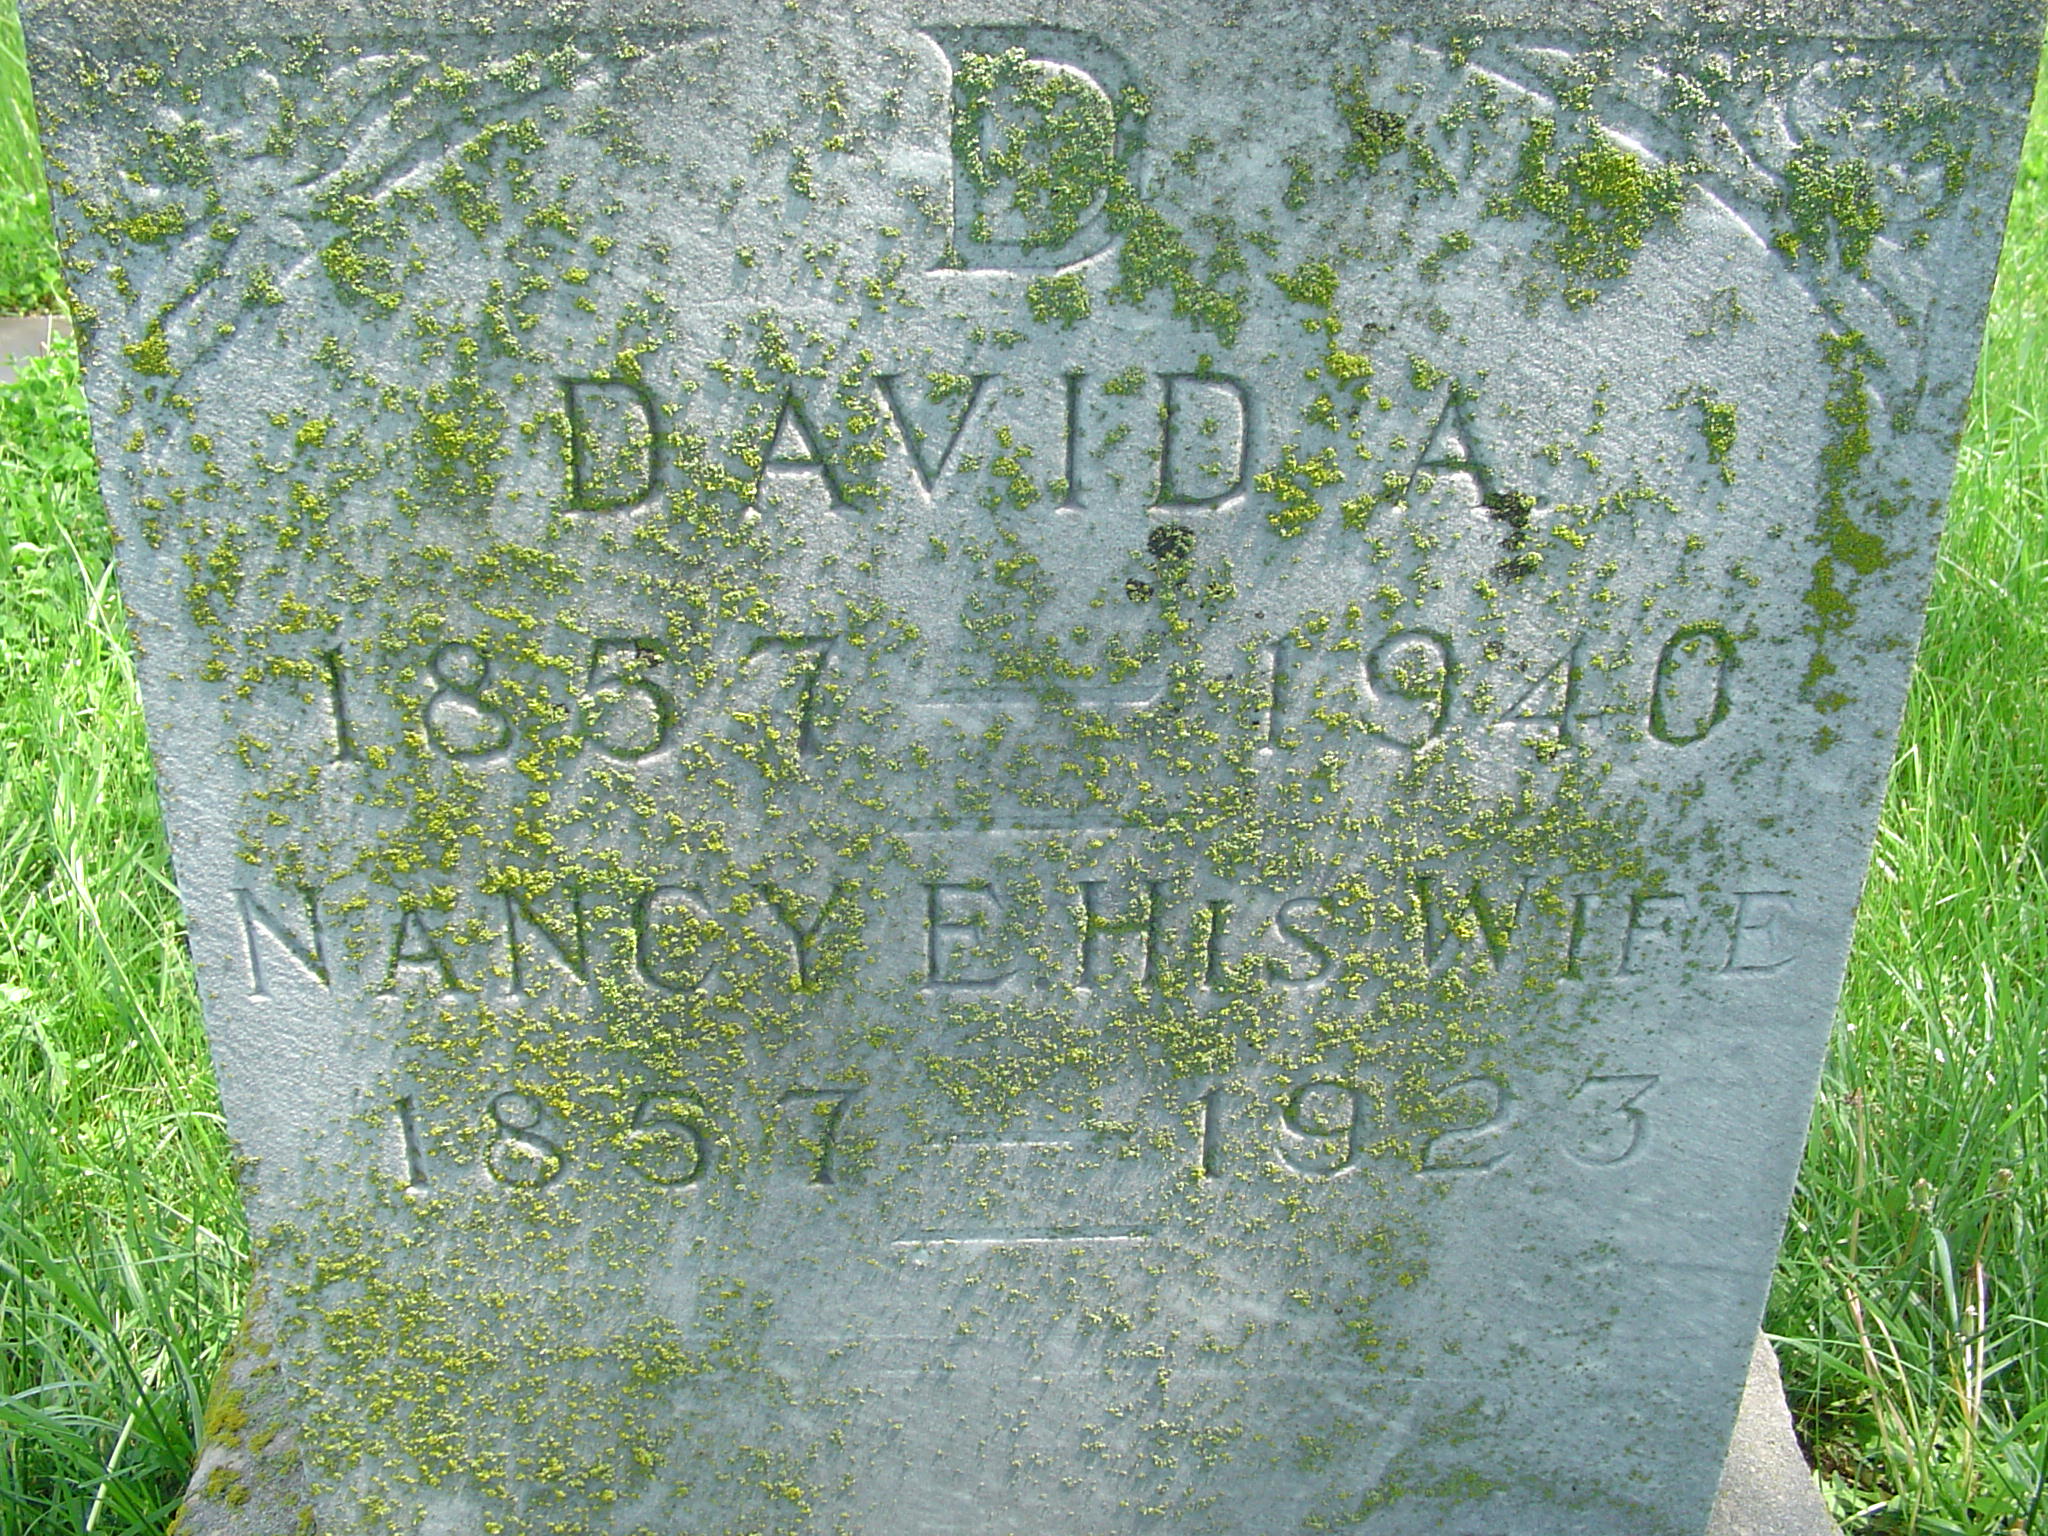 D
DAVID A.
1857 — 1940
NANCY E. HIS WIFE
1857 — 1923